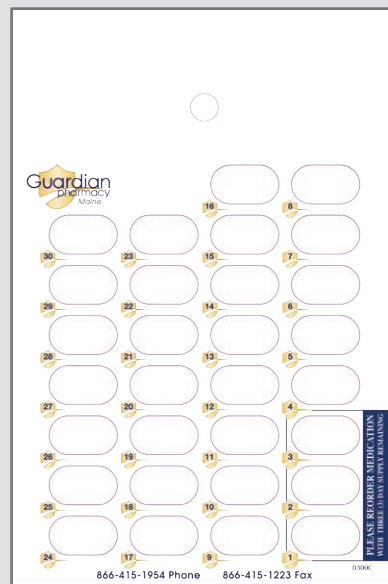 Guardian
pharmacy
Maine
16 8
30 23 15 7
29 22 14 6
28 21 13 5
27 20 12 4
26 19 11 3
25 18 10 2
24 17 9 1
PLEASE REORDER MEDICATION
WITH THREE (3) DAY SUPPLY REMAINING
D300C
866-415-1954 Phone 866-415-1223 Fax